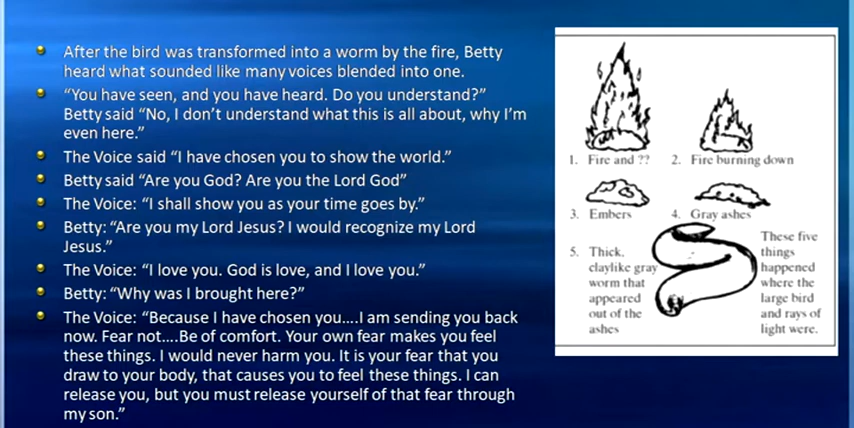 After the bird was transformed into a worm by the fire, Betty
heard what sounded like many voices blended into one.
“You have seen, and you have heard. Do you understand?”
Betty said “No, I don’t understand what this is all about, why I’m
even here.”
The Voice said “I have chosen you to show the world.”
Betty said “Are you God? Are you the Lord God”
The Voice: “I shall show you as your time goes by.”
Betty: “Are you my Lord Jesus? I would recognize my Lord
Jesus.”
The Voice: “I love you. God is love, and I love you.”
Betty: “Why was I brought here?”
The Voice: “Because I have chosen you....I am sending you back
now. Fear not....Be of comfort. Your own fear makes you feel
these things. I would never harm you. It is your fear that you
draw to your body, that causes you to feel these things. I can
release you, but you must release yourself of that fear through
my son.”
1. Fire and ??
2. Fire burning down
3. Embers
4. Gray ashes
5. Thick,
claylike gray
worm that
appeared
out of the
ashes
These five
things
happened
where the
large bird
and rays of
light were.